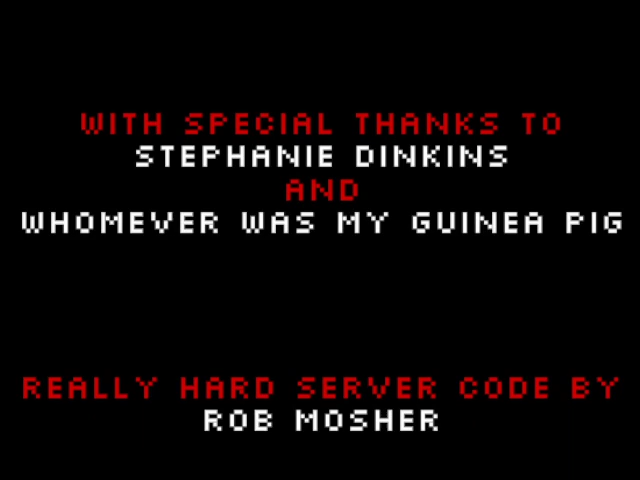 WITH SPECIAL THANKS TO
STEPHANIE DINKINS
AND
WHOMEVER WAS MY GUINEA PIG
REALLY HARD SERVER CODE BY
ROB MOSHER